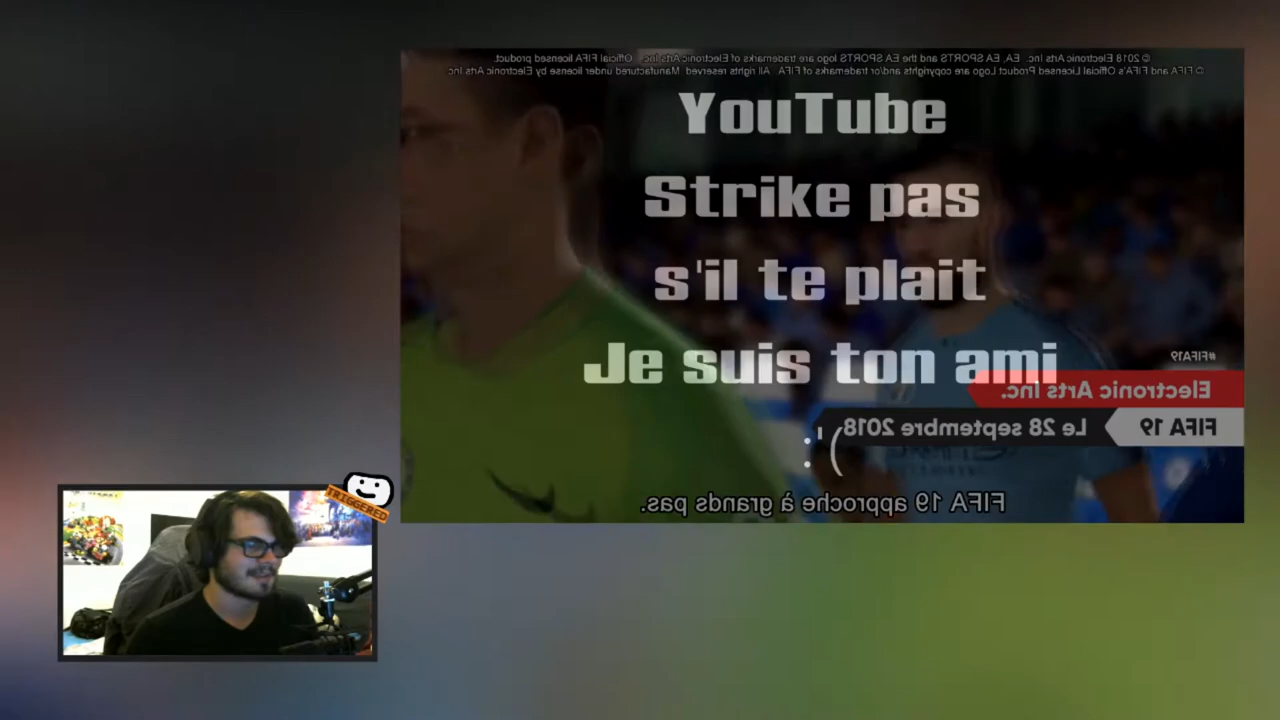 © 2018 Electronic Arts Inc. EA, EA SPORTS and the EA SPORTS logo are trademarks of Electronic Arts Inc. Official FIFA licensed product.
© FIFA and FIFA's Official Licensed Product Logo are copyrights and/or trademarks of FIFA. All rights reserved. Manufactured under license by Electronic Arts Inc.
YouTube
Strike pas
s'il te plait
Je suis ton ami
:'(
#FIFA19
Electronic Arts Inc.
FIFA 19 Le 28 septembre 2018
FIFA 19 approche à grands pas.
TRIGGERED